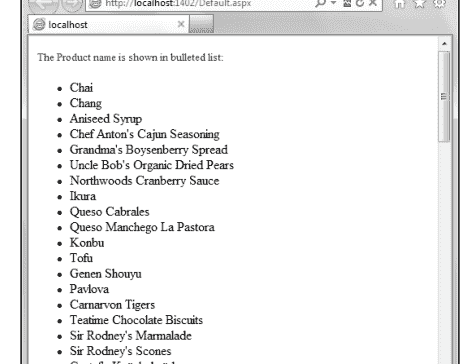 http://localhost:1402/Default.aspx
localhost
The Product name is shown in bulleted list:
• Chai
• Chang
• Aniseed Syrup
• Chef Anton's Cajun Seasoning
• Grandma's Boysenberry Spread
• Uncle Bob's Organic Dried Pears
• Northwoods Cranberry Sauce
• Ikura
• Queso Cabrales
• Queso Manchego La Pastora
• Konbu
• Tofu
• Genen Shouyu
• Pavlova
• Carnarvon Tigers
• Teatime Chocolate Biscuits
• Sir Rodney's Marmalade
• Sir Rodney's Scones